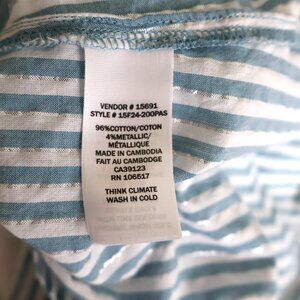 VENDOR # 15691
STYLE # 15F24-200PAS
96%COTTON/COTON
4%METALLIC/
MÉTALLIQUE
MADE IN CAMBODIA
FAIT AU CAMBODGE
CA39123
RN 106517
THINK CLIMATE
WASH IN COLD